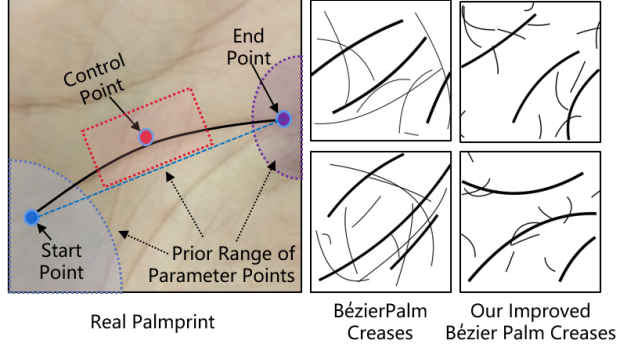 Control
Point
End
Point
Start
Point
Prior Range of
Parameter Points
Real Palmprint
BézierPalm
Creases
Our Improved
Bézier Palm Creases